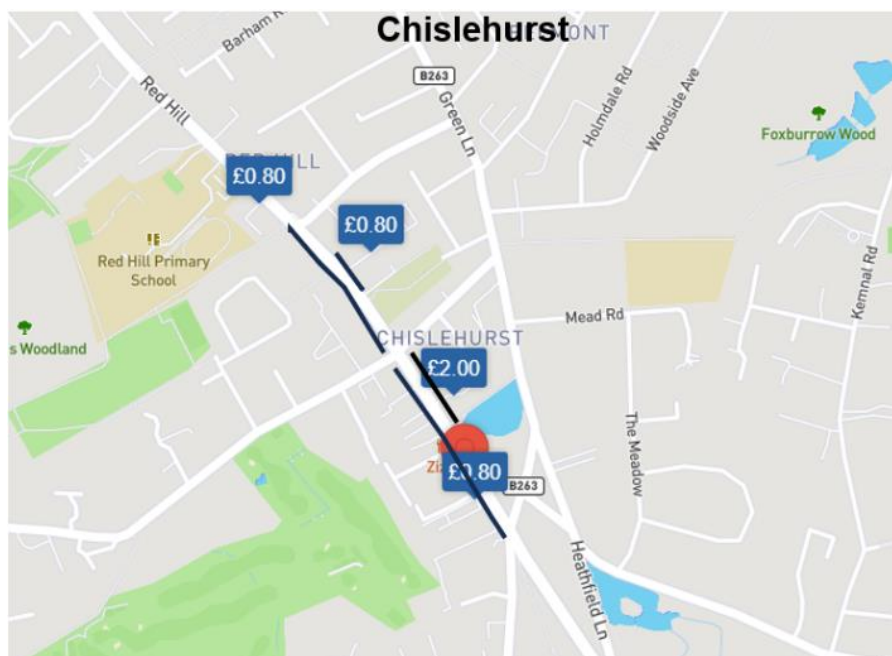 Chislehurst
Barham
B263
Red Hill
Green Ln
Holmdale Rd
Woodside Ave
Foxburrow Wood
£0.80
£0.80
Red Hill Primary
School
Kemnal Rd
Mead Rd
s Woodland
CHISLEHURST
£2.00
The Meadow
£0.80
B263
Heathfield Ln